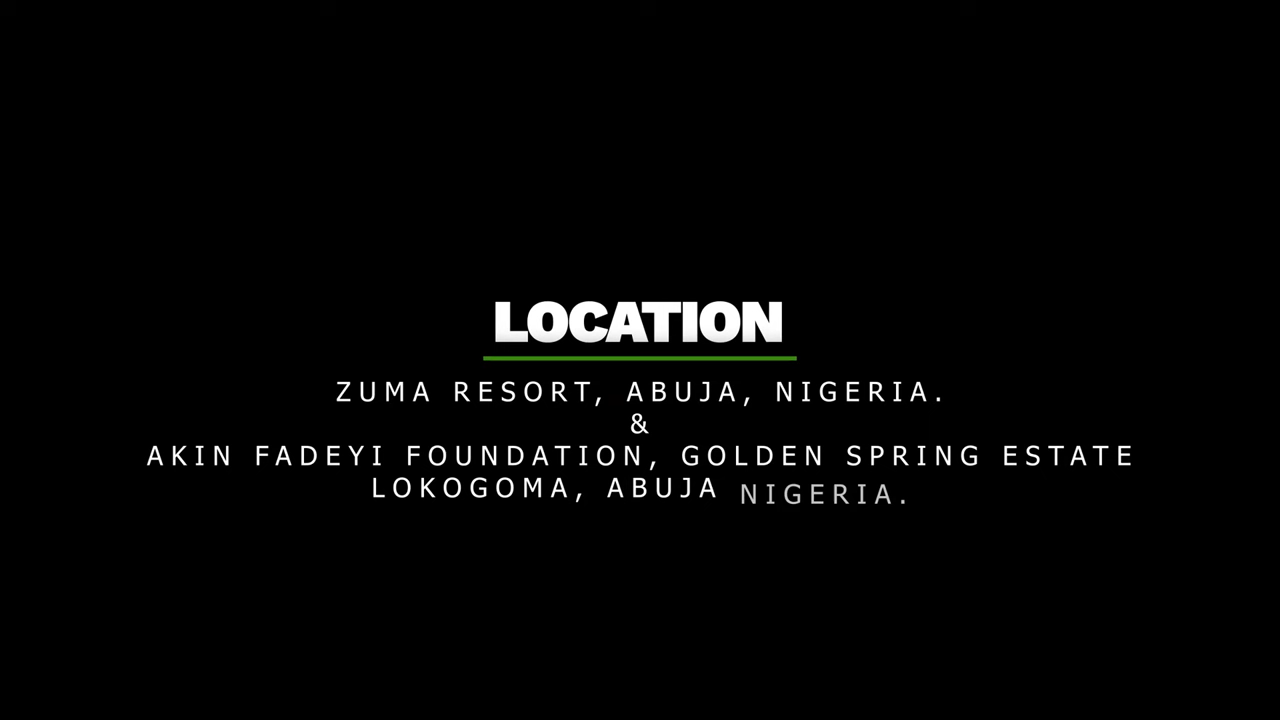 LOCATION
ZUMA RESORT, ABUJA, NIGERIA.
&
AKIN FADEYI FOUNDATION, GOLDEN SPRING ESTATE
LOKOGOMA, ABUJA NIGERIA.